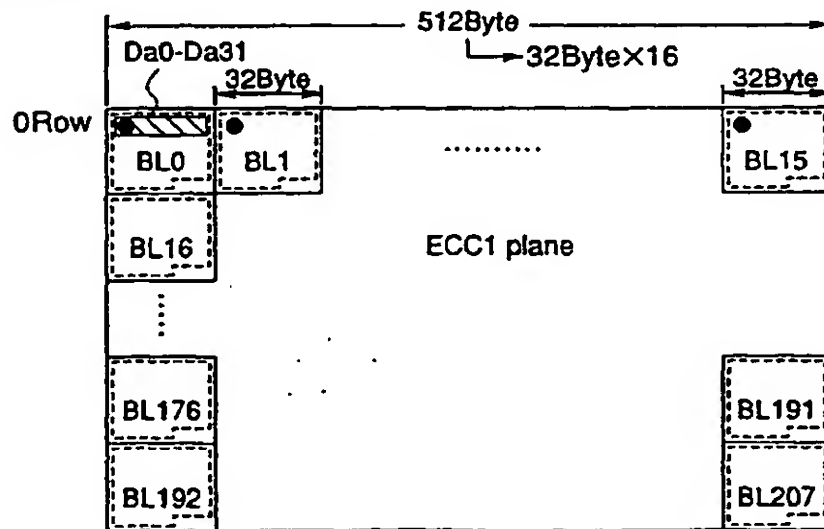 512Byte
32Byte×16
Da0-Da31
32Byte
32Byte
0Row
BL0
BL1
BL15
BL16
ECC1 plane
BL176
BL191
BL192
BL207